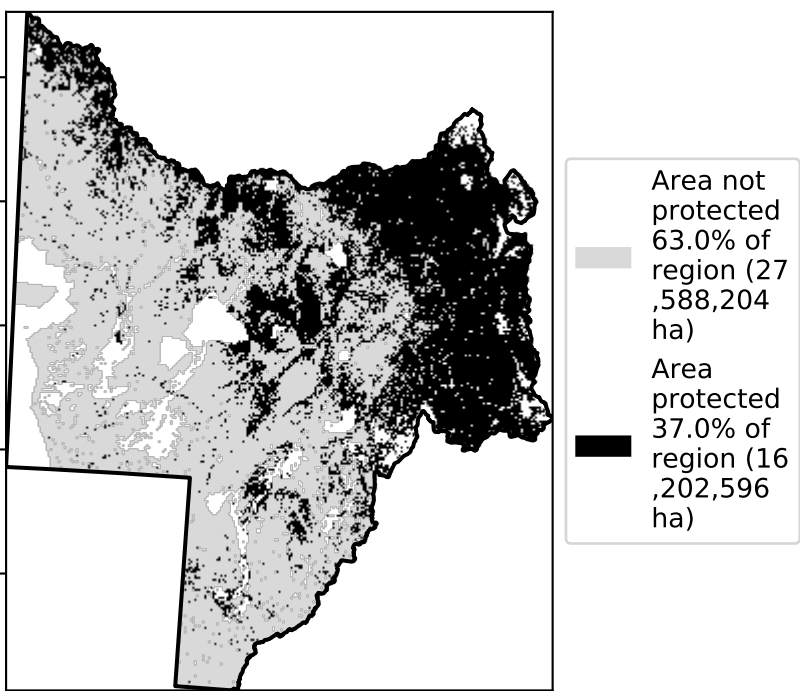 Area not
protected
63.0% of
region (27
,588,204
ha)
Area
protected
37.0% of
region (16
,202,596
ha)